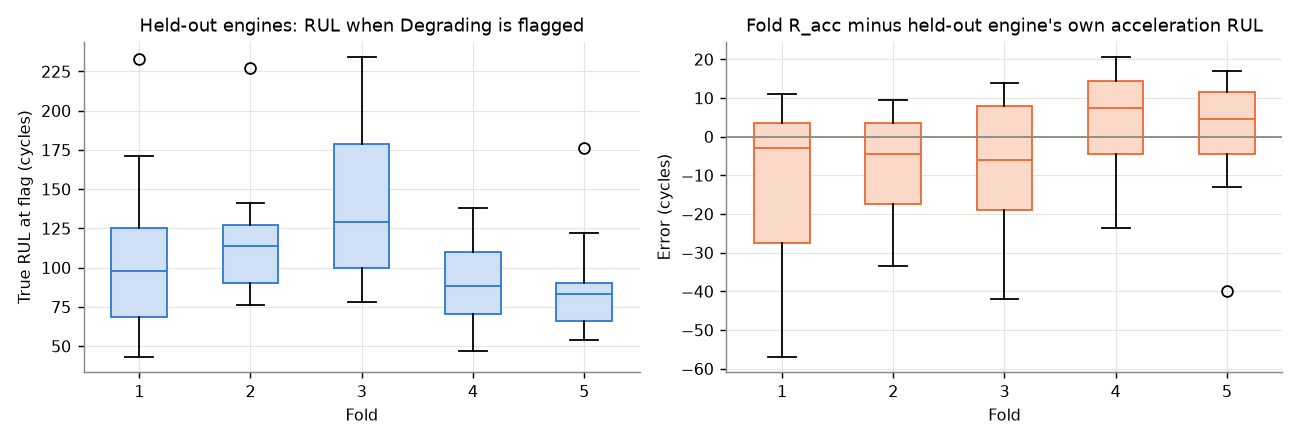 Held-out engines: RUL when Degrading is flagged
True RUL at flag (cycles)
225
200
175
150
125
100
75
50
1 2 3 4 5
Fold
Fold R_acc minus held-out engine's own acceleration RUL
Error (cycles)
20
10
0
−10
−20
−30
−40
−50
−60
1 2 3 4 5
Fold